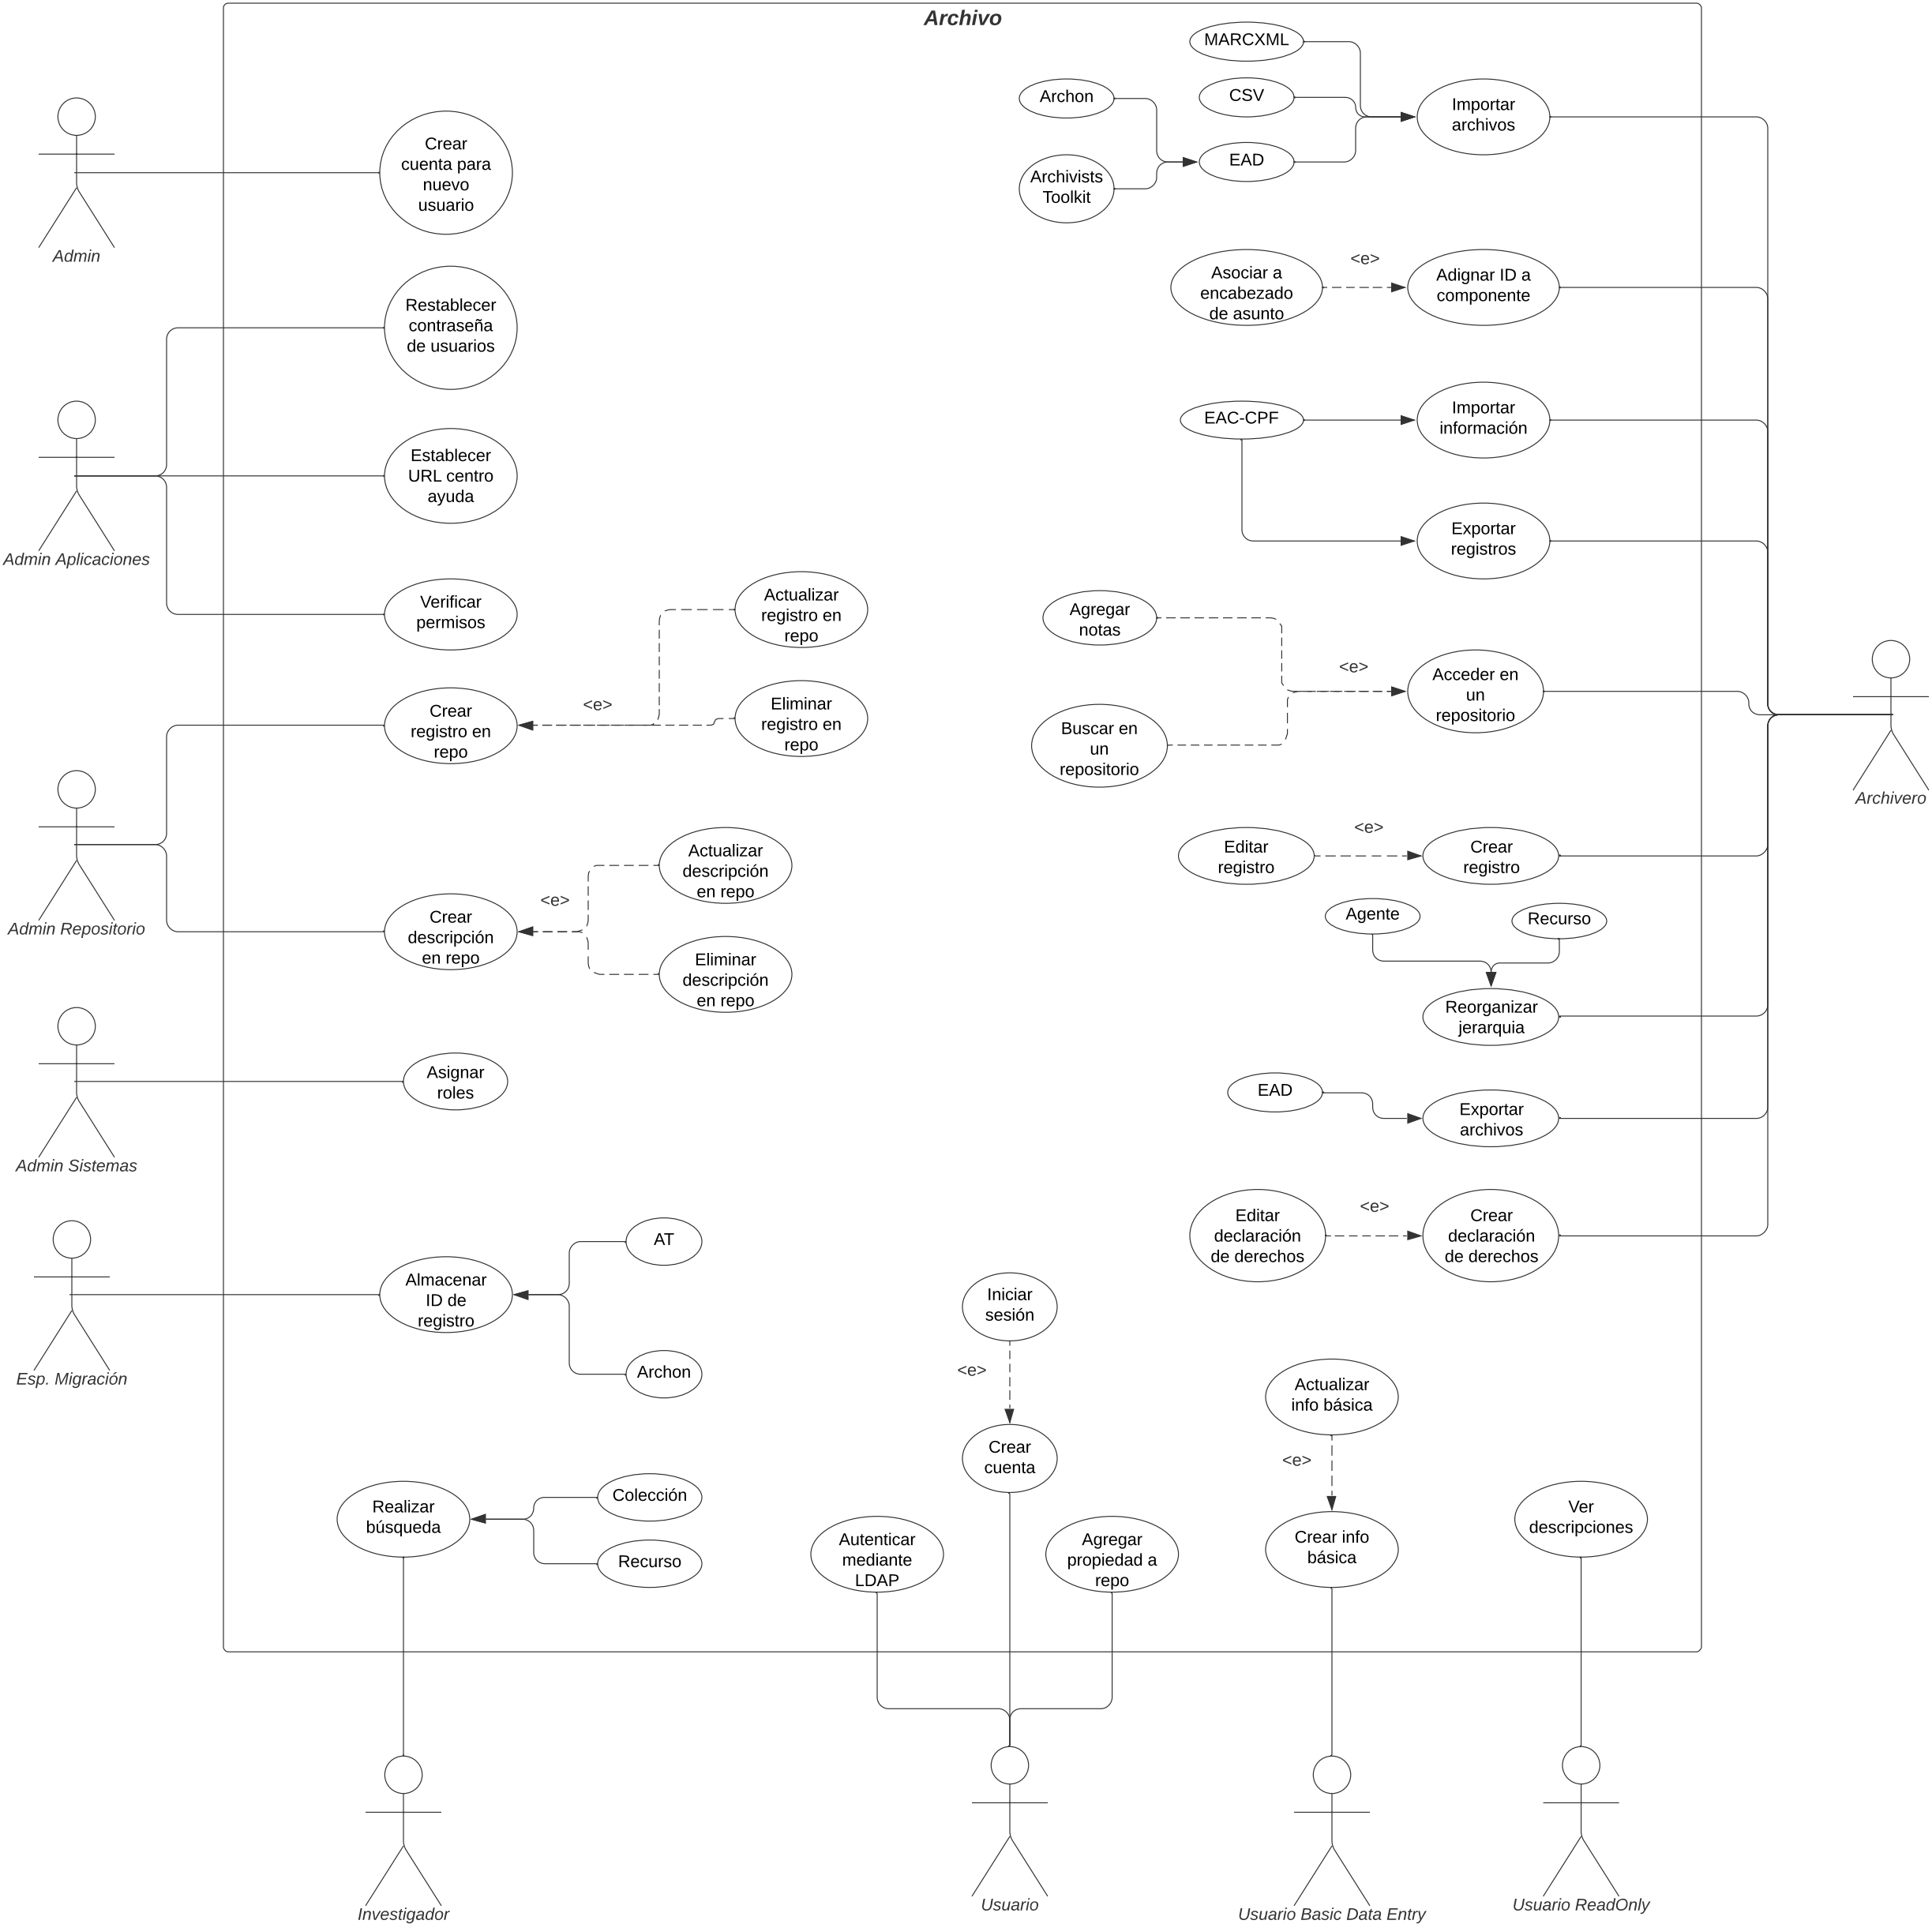 Archivo
MARCXML
Archon
CSV
Importar
archivos
Archivists
Toolkit
EAD
Crear
cuenta para
nuevo
usuario
Admin
Asociar a
encabezado
de asunto
<e>
Adignar ID a
componente
Restablecer
contraseña
de usuarios
EAC-CPF
Importar
información
Establecer
URL centro
ayuda
Admin Aplicaciones
Exportar
registros
Verificar
permisos
Actualizar
registro en
repo
Agregar
notas
<e>
Acceder en
un
repositorio
Crear
registro en
repo
<e>
Eliminar
registro en
repo
Buscar en
un
repositorio
Archivero
Editar
registro
<e>
Crear
registro
Actualizar
descripción
en repo
<e>
Crear
descripción
en repo
Admin Repositorio
Eliminar
descripción
en repo
Agente
Recurso
Reorganizar
jerarquia
Asignar
roles
Admin Sistemas
EAD
Exportar
archivos
Editar
declaración
de derechos
<e>
Crear
declaración
de derechos
AT
Almacenar
ID de
registro
Archon
Esp. Migración
Iniciar
sesión
<e>
Crear
cuenta
Actualizar
info básica
<e>
Crear info
básica
Realizar
búsqueda
Colección
Recurso
Autenticar
mediante
LDAP
Agregar
propiedad a
repo
Ver
descripciones
Investigador
Usuario
Usuario Basic Data Entry
Usuario ReadOnly